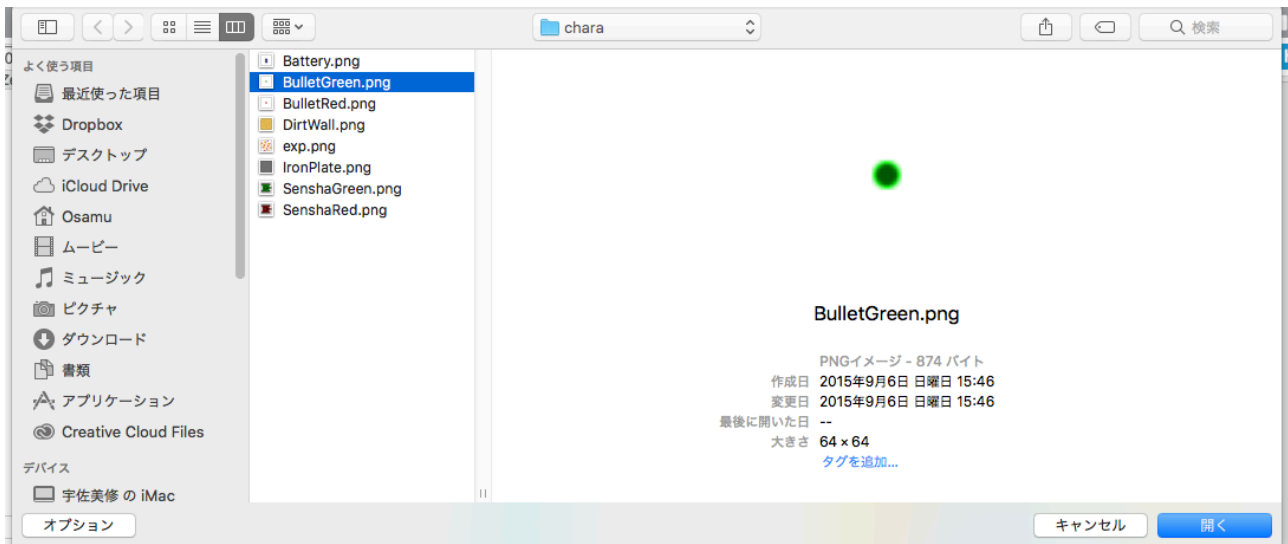 chara
検索
よく使う項目
最近使った項目
Dropbox
デスクトップ
iCloud Drive
Osamu
ムービー
ミュージック
ピクチャ
ダウンロード
書類
アプリケーション
Creative Cloud Files
デバイス
宇佐美修 の iMac
Battery.png
BulletGreen.png
BulletRed.png
DirtWall.png
exp.png
IronPlate.png
SenshaGreen.png
SenshaRed.png
BulletGreen.png
PNGイメージ - 874 バイト
作成日 2015年9月6日 日曜日 15:46
変更日 2015年9月6日 日曜日 15:46
最後に開いた日 --
大きさ 64 × 64
タグを追加...
オプション
キャンセル
開く